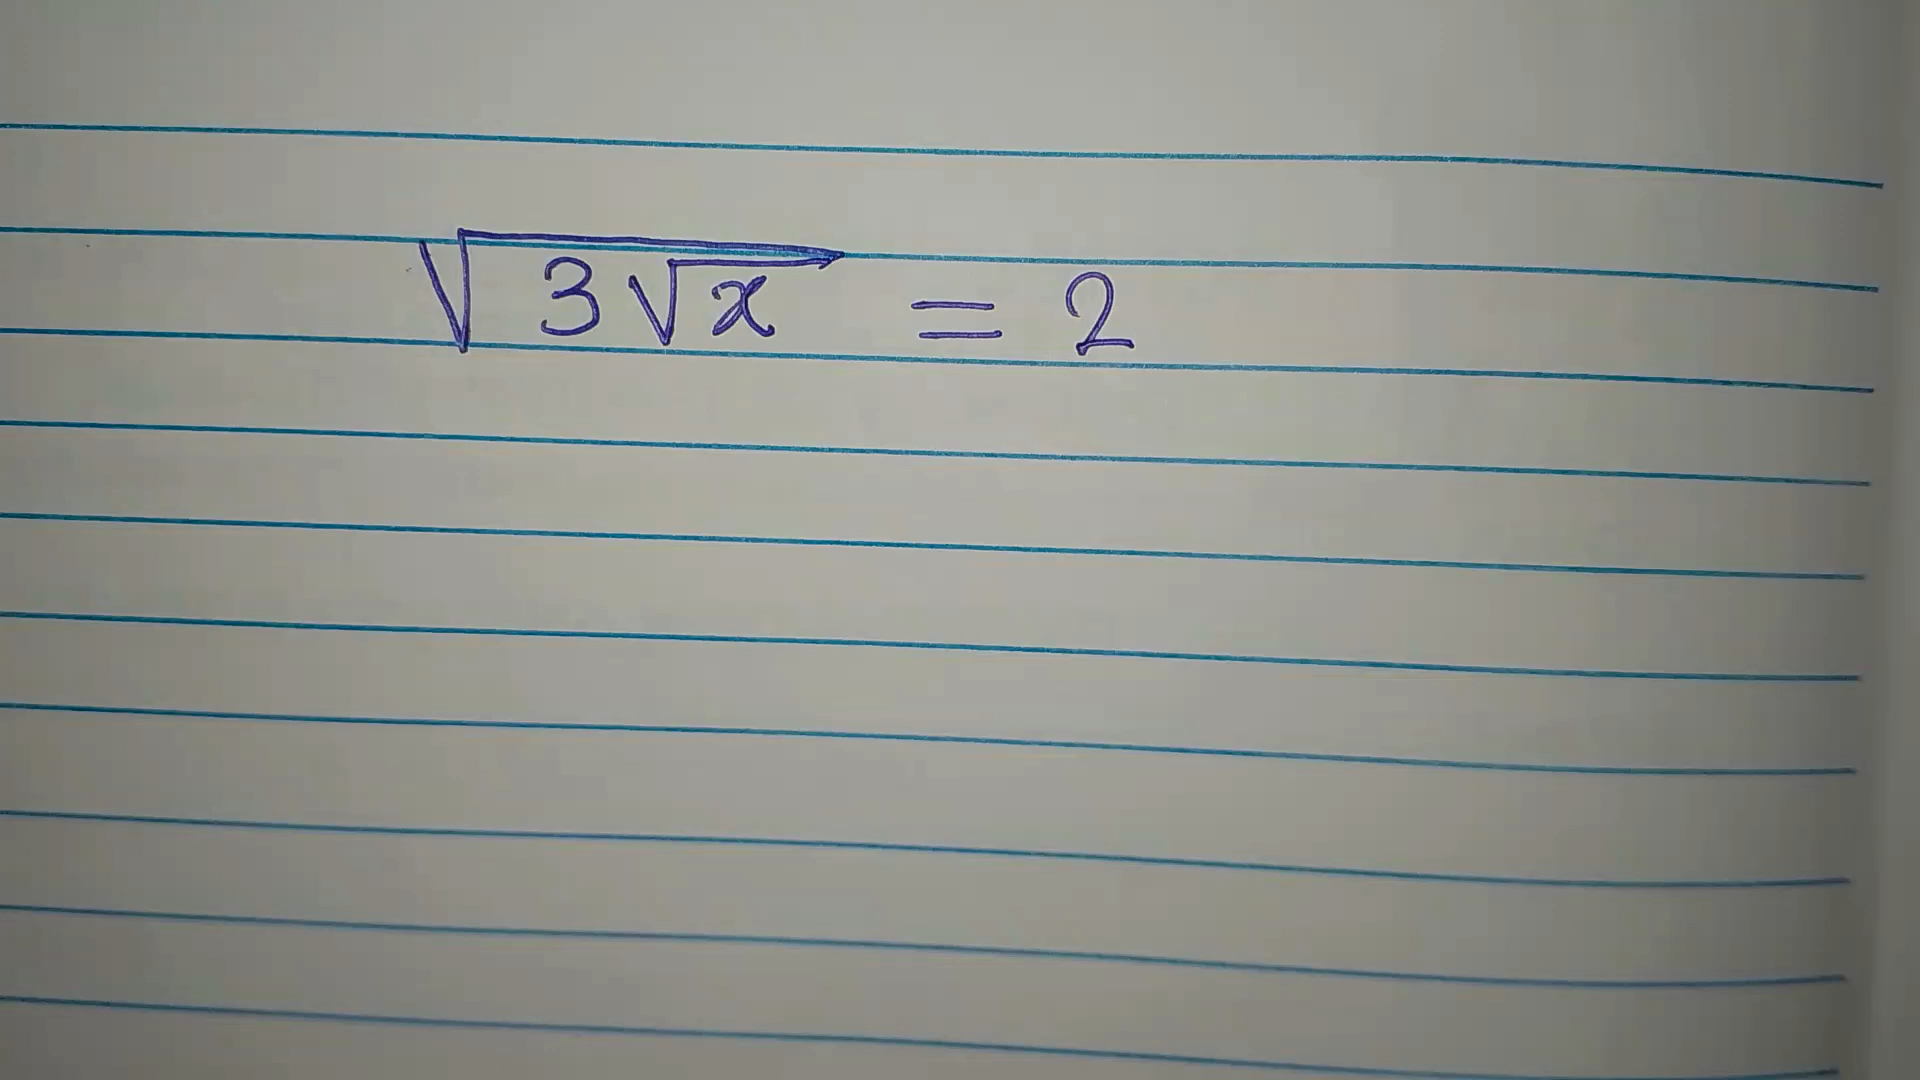 √(3√x) = 2